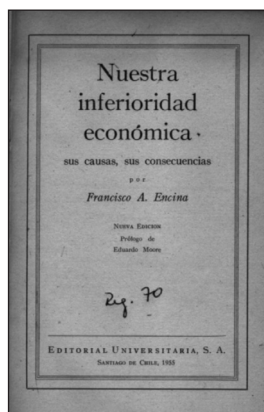 Nuestra
inferioridad
económica
sus causas, sus consecuencias
por
Francisco A. Encina
NUEVA EDICION
Prólogo de
Eduardo Moore
Reg. 70
EDITORIAL UNIVERSITARIA, S. A.
SANTIAGO DE CHILE, 1955